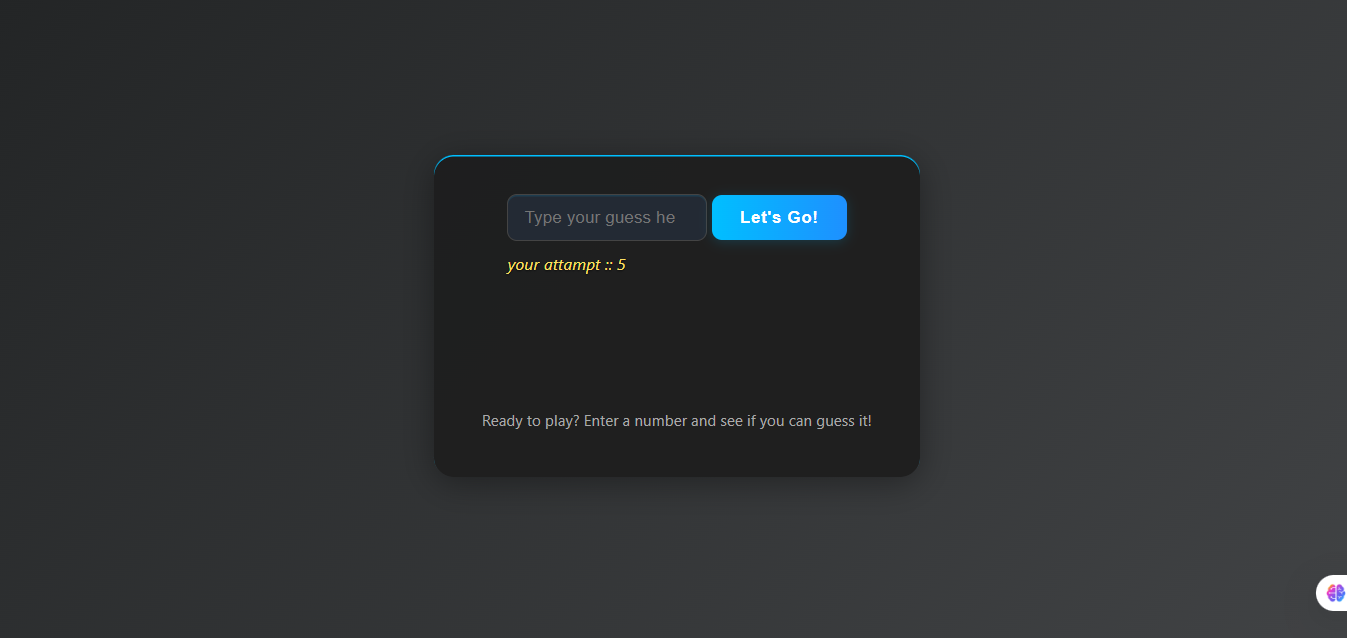 Type your guess he
Let's Go!
your attampt :: 5
Ready to play? Enter a number and see if you can guess it!